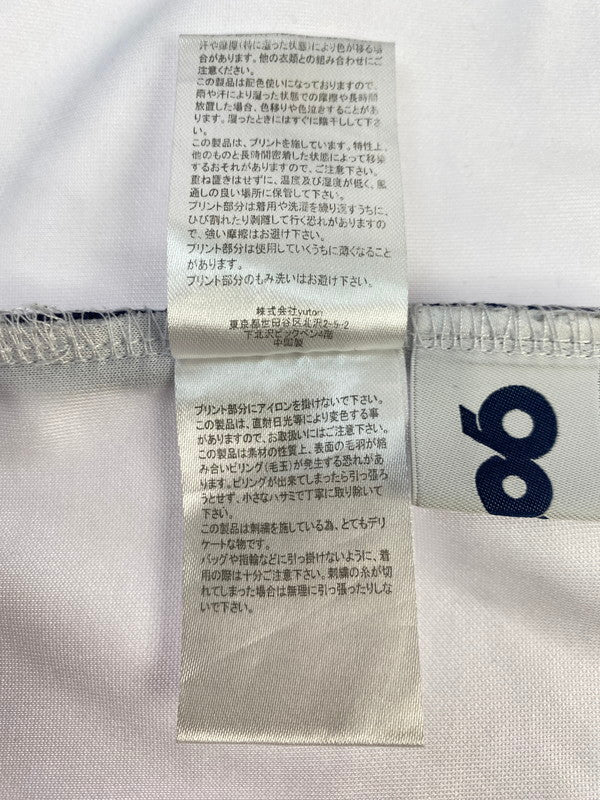 汗や摩擦(特に湿った状態)により色が移る場
合があります。他の衣類との組み合わせにご
注意ください。
この製品は配色使いになっておりますので、
雨や汗により湿った状態での摩擦や長時間
放置した場合、色移りや色泣きすることがあ
ります。湿ったときにはすぐに陰干しして下さ
い。
この製品は、プリントを施しています。特性上、
他のものと長時間密着した状態によって移染
するおそれがありますので、ご注意下さい。
重ね置きはせずに、温度及び湿度が低く、風
通しの良い場所に保管して下さい。
プリント部分は着用や洗濯を繰り返すうちに、
ひび割れたり剥離して行く恐れがありますの
で、強い摩擦はお避け下さい。
プリント部分は使用していくうちに薄くなること
があります。
プリント部分のもみ洗いはお避け下さい。
株式会社yutori
東京都世田谷区北沢2-5-2
下北沢ビッグベン4階
中国製
プリント部分にアイロンを掛けないで下さい。
この製品は、直射日光等により変色する事
がありますので、お取扱いにはご注意下さい。
この製品は素材の性質上、表面の毛羽が絡
み合いピリング(毛玉)が発生する恐れがあ
ります。ピリングが出来てしまったら引っ張ろ
うとせず、小さなハサミで丁寧に取り除いて
下さい。
この製品は刺繍を施している為、とてもデリ
ケートな物です。
バッグや指輪などに引っ掛けないように、着
用の際は十分ご注意下さい。刺繍の糸が切
れてしまった場合は無理に引っ張ったりしな
いで下さい。